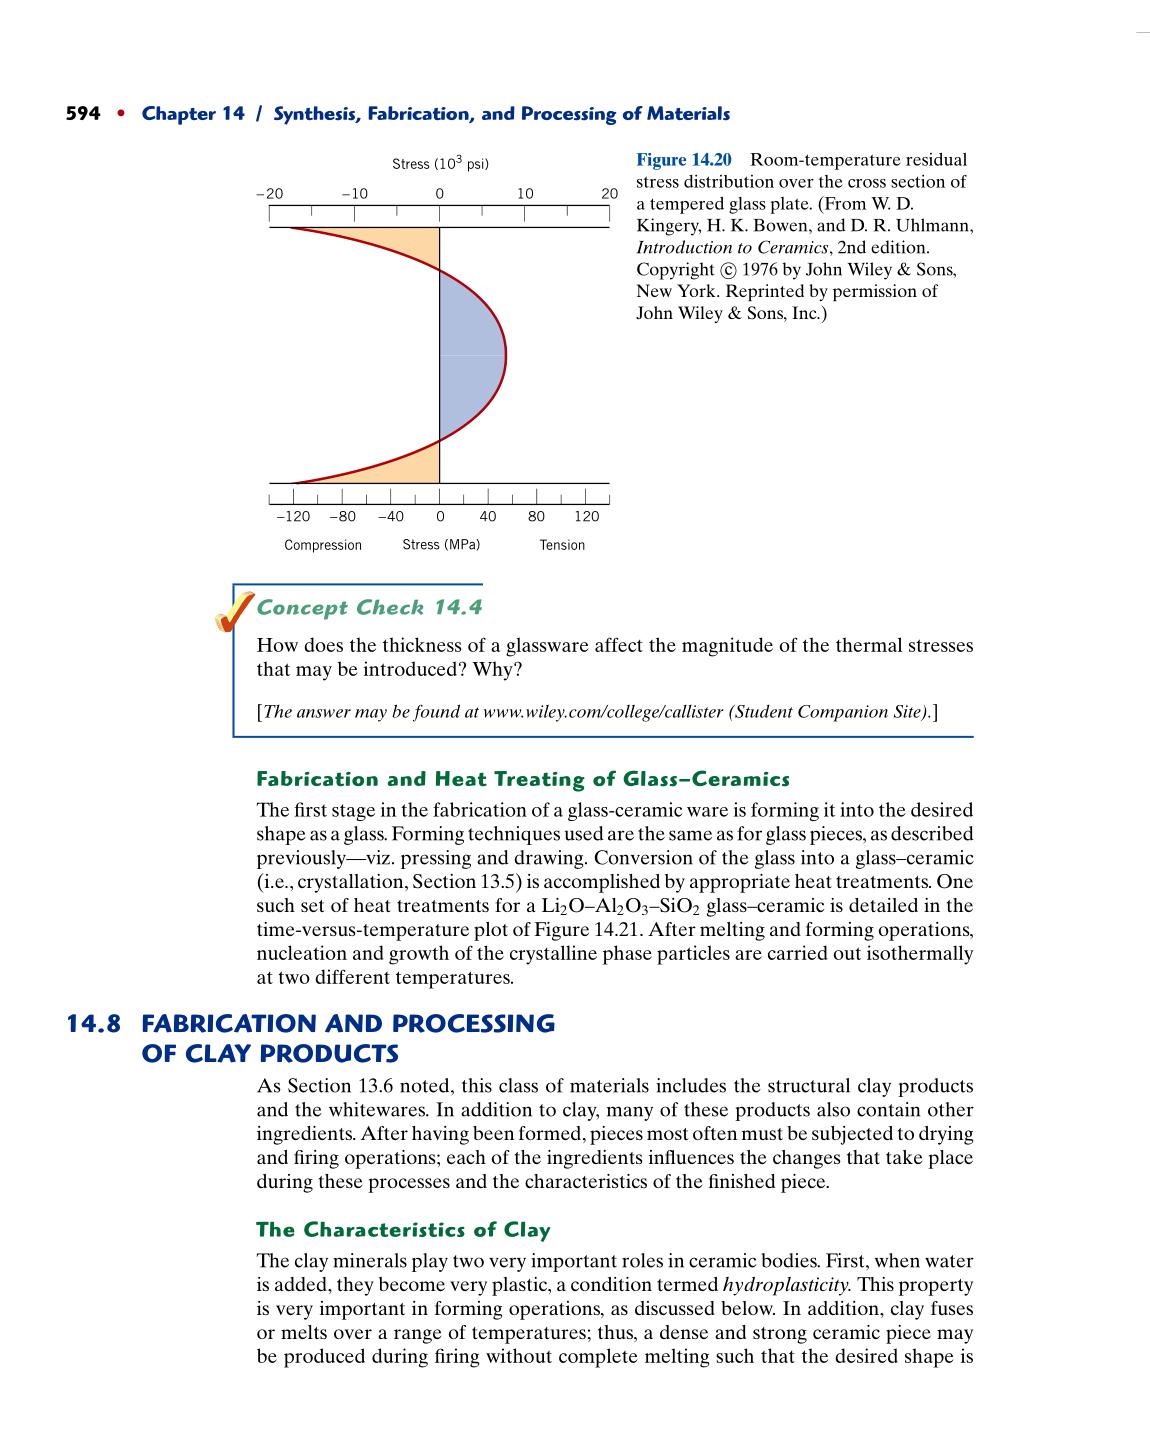 594 • Chapter 14 / Synthesis, Fabrication, and Processing of Materials
Stress (10³ psi)
−20 −10 0 10 20
−120 −80 −40 0 40 80 120
Compression Stress (MPa) Tension
Figure 14.20 Room-temperature residual
stress distribution over the cross section of
a tempered glass plate. (From W. D.
Kingery, H. K. Bowen, and D. R. Uhlmann,
Introduction to Ceramics, 2nd edition.
Copyright © 1976 by John Wiley & Sons,
New York. Reprinted by permission of
John Wiley & Sons, Inc.)
Concept Check 14.4
How does the thickness of a glassware affect the magnitude of the thermal stresses
that may be introduced? Why?
[The answer may be found at www.wiley.com/college/callister (Student Companion Site).]
Fabrication and Heat Treating of Glass–Ceramics
The first stage in the fabrication of a glass-ceramic ware is forming it into the desired
shape as a glass. Forming techniques used are the same as for glass pieces, as described
previously—viz. pressing and drawing. Conversion of the glass into a glass–ceramic
(i.e., crystallation, Section 13.5) is accomplished by appropriate heat treatments. One
such set of heat treatments for a Li₂O–Al₂O₃–SiO₂ glass–ceramic is detailed in the
time-versus-temperature plot of Figure 14.21. After melting and forming operations,
nucleation and growth of the crystalline phase particles are carried out isothermally
at two different temperatures.
14.8 FABRICATION AND PROCESSING
OF CLAY PRODUCTS
As Section 13.6 noted, this class of materials includes the structural clay products
and the whitewares. In addition to clay, many of these products also contain other
ingredients. After having been formed, pieces most often must be subjected to drying
and firing operations; each of the ingredients influences the changes that take place
during these processes and the characteristics of the finished piece.
The Characteristics of Clay
The clay minerals play two very important roles in ceramic bodies. First, when water
is added, they become very plastic, a condition termed hydroplasticity. This property
is very important in forming operations, as discussed below. In addition, clay fuses
or melts over a range of temperatures; thus, a dense and strong ceramic piece may
be produced during firing without complete melting such that the desired shape is